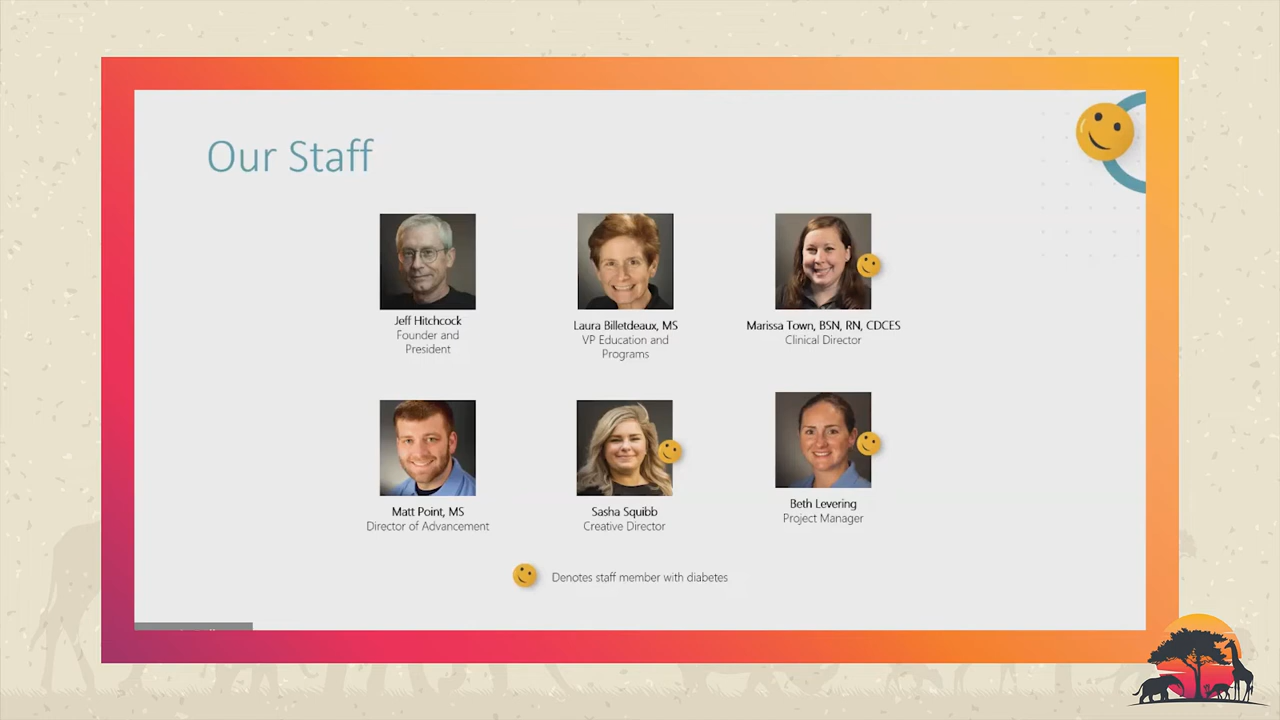 Our Staff
Jeff Hitchcock
Founder and
President
Laura Billetdeaux, MS
VP Education and
Programs
Marissa Town, BSN, RN, CDCES
Clinical Director
Matt Point, MS
Director of Advancement
Sasha Squibb
Creative Director
Beth Levering
Project Manager
Denotes staff member with diabetes